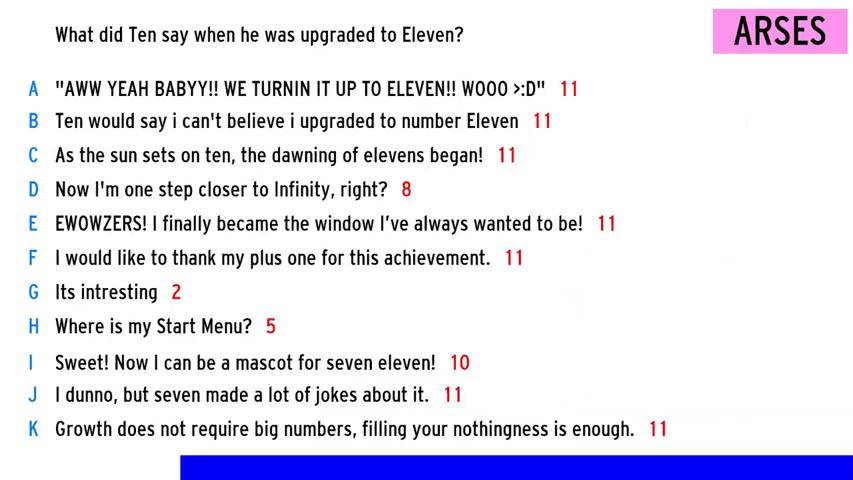 What did Ten say when he was upgraded to Eleven?
ARSES
A "AWW YEAH BABYY!! WE TURNIN IT UP TO ELEVEN!! WOOO >:D" 11
B Ten would say i can't believe i upgraded to number Eleven 11
C As the sun sets on ten, the dawning of elevens began! 11
D Now I'm one step closer to Infinity, right? 8
E EWOWZERS! I finally became the window I've always wanted to be! 11
F I would like to thank my plus one for this achievement. 11
G Its intresting 2
H Where is my Start Menu? 5
I Sweet! Now I can be a mascot for seven eleven! 10
J I dunno, but seven made a lot of jokes about it. 11
K Growth does not require big numbers, filling your nothingness is enough. 11